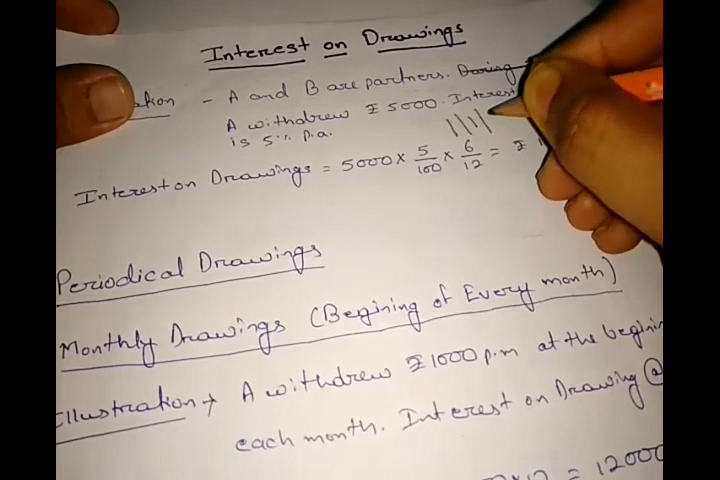 Interest on Drawings
- A and B are partners. During
A withdrew ₹ 5000. Interest
is 5% p.a.
Interest on Drawings = 5000 × 5/100 × 6/12 = ₹
Periodical Drawings
Monthly Drawings (Begining of Every month)
Illustration → A withdrew ₹ 1000 p.m at the
each month. Interest on Drawing @
= 12000